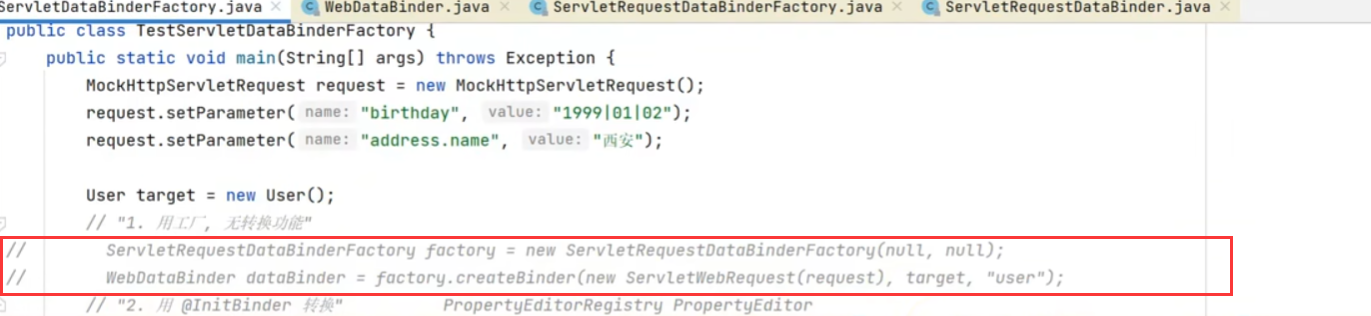 ServletDataBinderFactory.java × WebDataBinder.java × ServletRequestDataBinderFactory.java × ServletRequestDataBinder.java ×
public class TestServletDataBinderFactory {
public static void main(String[] args) throws Exception {
MockHttpServletRequest request = new MockHttpServletRequest();
request.setParameter( name: "birthday", value: "1999|01|02");
request.setParameter( name: "address.name", value: "西安");
User target = new User();
// "1. 用工厂, 无转换功能"
// ServletRequestDataBinderFactory factory = new ServletRequestDataBinderFactory(null, null);
// WebDataBinder dataBinder = factory.createBinder(new ServletWebRequest(request), target, "user");
// "2. 用 @InitBinder 转换" PropertyEditorRegistry PropertyEditor